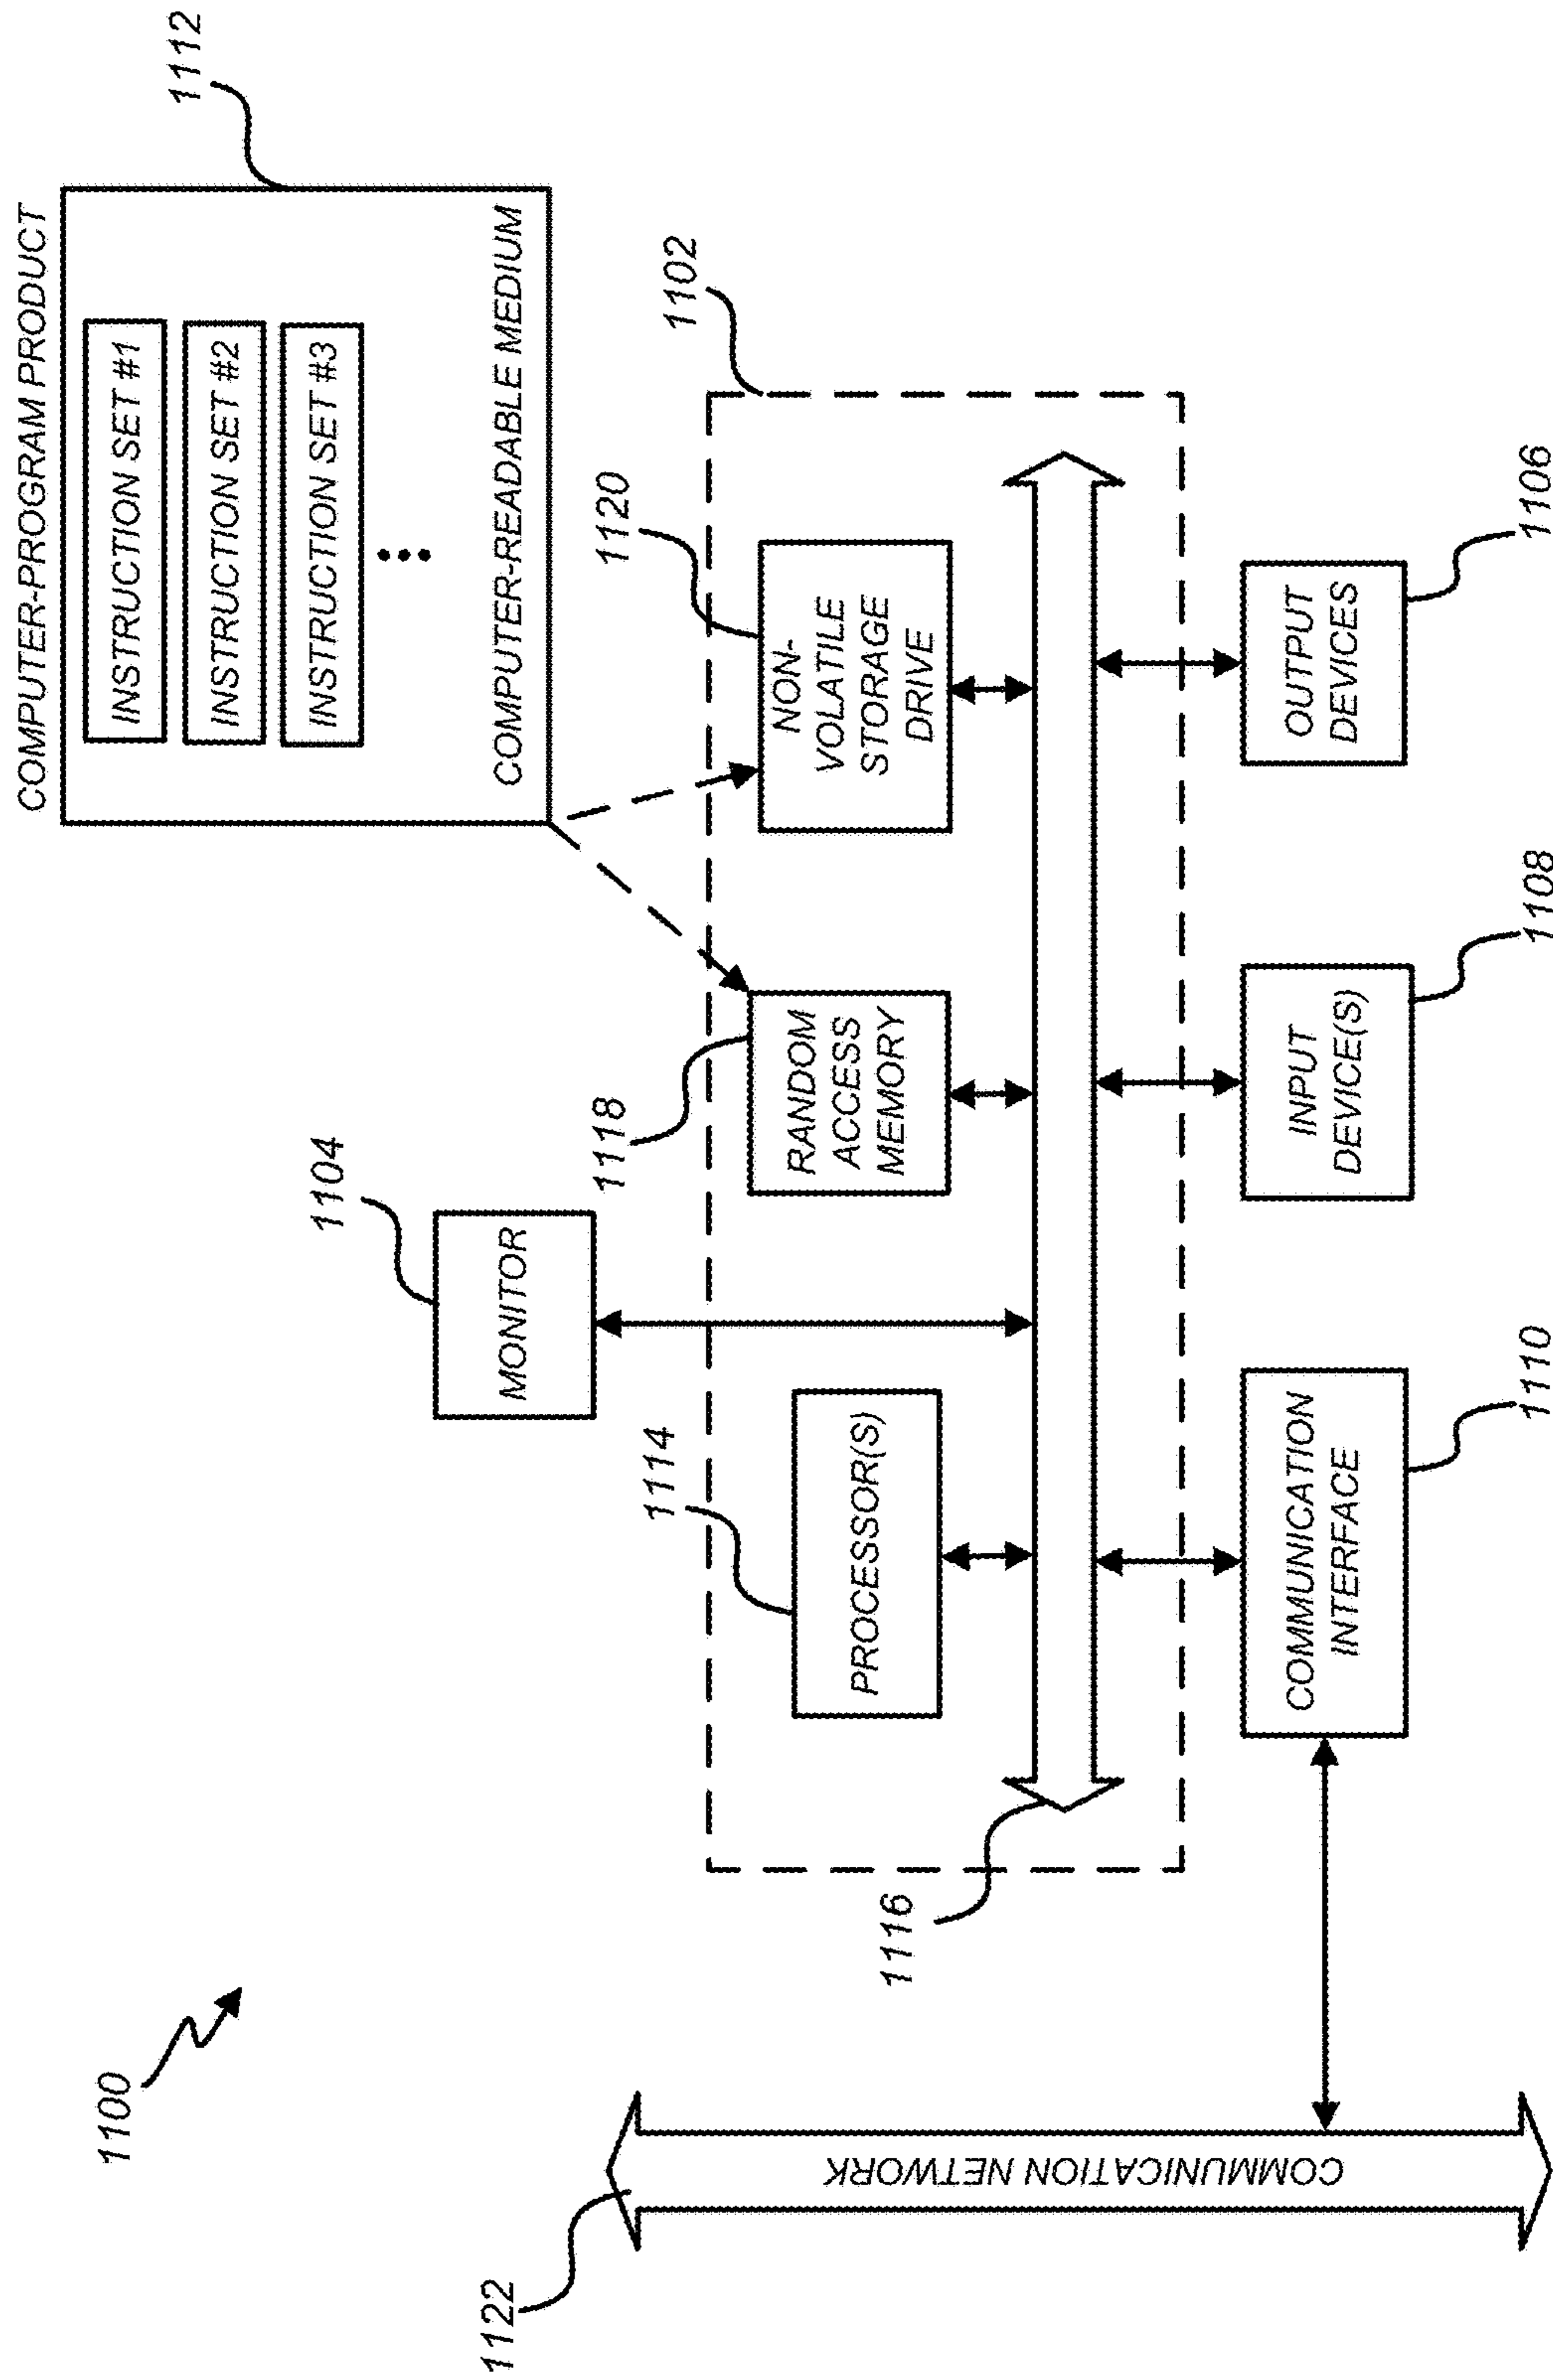 COMPUTER-PROGRAM PRODUCT
1112
INSTRUCTION SET #1
INSTRUCTION SET #2
INSTRUCTION SET #3
COMPUTER-READABLE MEDIUM
1100
1104
MONITOR
1102
1114
PROCESSOR(S)
1118
RANDOM
ACCESS
MEMORY
1120
NON-
VOLATILE
STORAGE
DRIVE
1116
1122
COMMUNICATION NETWORK
COMMUNICATION
INTERFACE
1110
INPUT
DEVICE(S)
1108
OUTPUT
DEVICES
1106